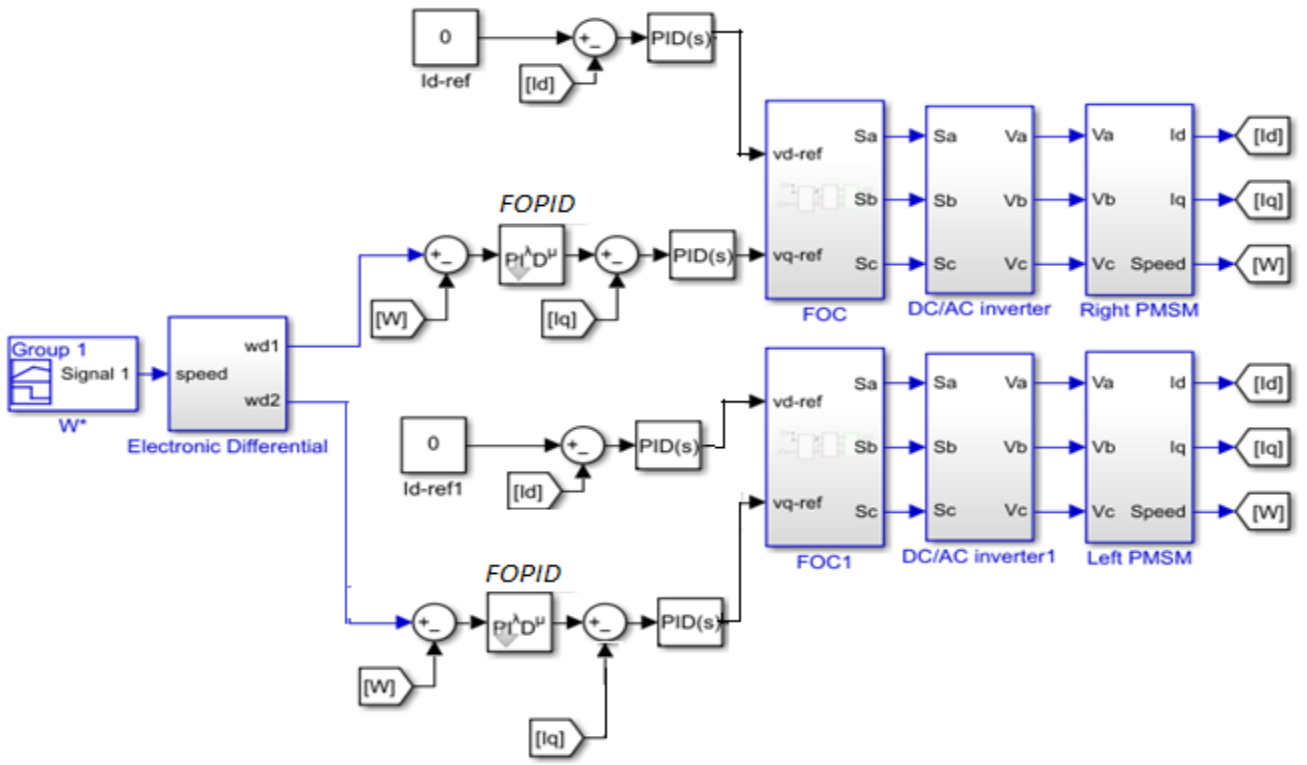 0
Id-ref
+_
[Id]
PID(s)
FOPID
+_
[W]
PI^λD^μ
+_
[Iq]
PID(s)
vd-ref
vq-ref
Sa
Sb
Sc
FOC
Sa
Sb
Sc
Va
Vb
Vc
DC/AC inverter
Va
Vb
Vc
Id
Iq
Speed
Right PMSM
[Id]
[Iq]
[W]
Group 1
Signal 1
W*
speed
wd1
wd2
Electronic Differential
0
Id-ref1
+_
[Id]
PID(s)
FOPID
+_
[W]
PI^λD^μ
+_
[Iq]
PID(s)
vd-ref
vq-ref
Sa
Sb
Sc
FOC1
Sa
Sb
Sc
Va
Vb
Vc
DC/AC inverter1
Va
Vb
Vc
Id
Iq
Speed
Left PMSM
[Id]
[Iq]
[W]